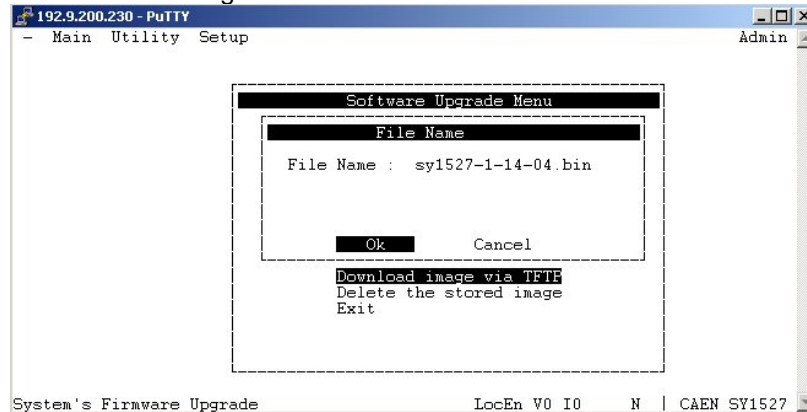 192.9.200.230 - PuTTY
- Main Utility Setup Admin
Software Upgrade Menu
File Name
File Name : sy1527-1-14-04.bin
Ok Cancel
Download image via TFTP
Delete the stored image
Exit
System's Firmware Upgrade LocEn V0 I0 N | CAEN SY1527